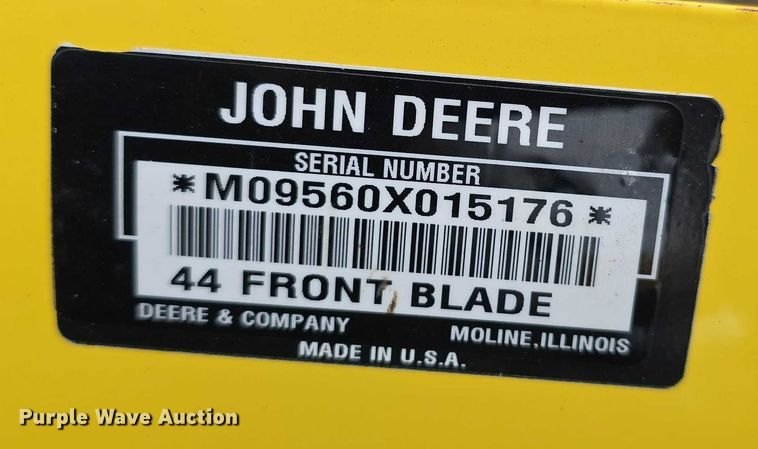 JOHN DEERE
SERIAL NUMBER
*M09560X015176*
44 FRONT BLADE
DEERE & COMPANY MOLINE, ILLINOIS
MADE IN U.S.A.
Purple Wave Auction